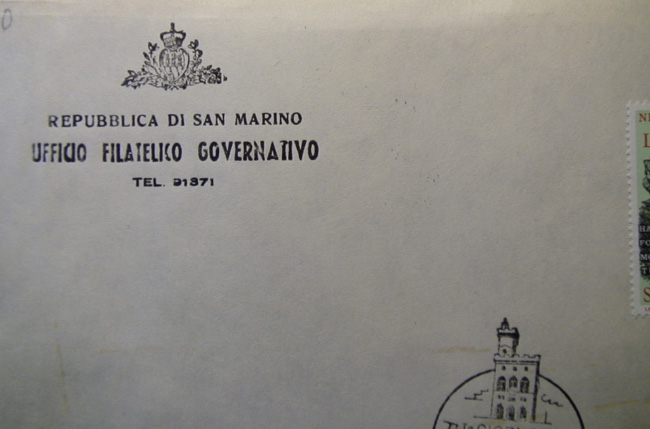 REPUBBLICA DI SAN MARINO
UFFICIO FILATELICO GOVERNATIVO
TEL. 91371